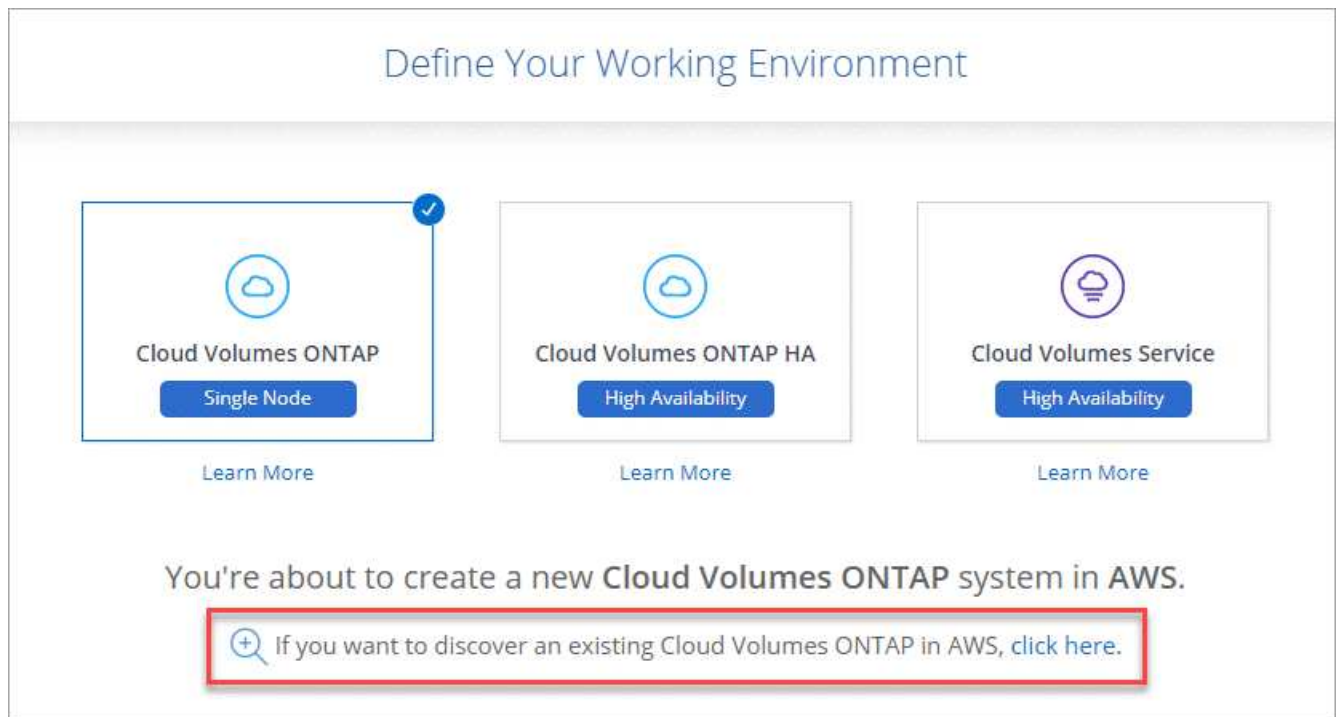 Define Your Working Environment
Cloud Volumes ONTAP
Single Node
Learn More
Cloud Volumes ONTAP HA
High Availability
Learn More
Cloud Volumes Service
High Availability
Learn More
You're about to create a new Cloud Volumes ONTAP system in AWS.
If you want to discover an existing Cloud Volumes ONTAP in AWS, click here.